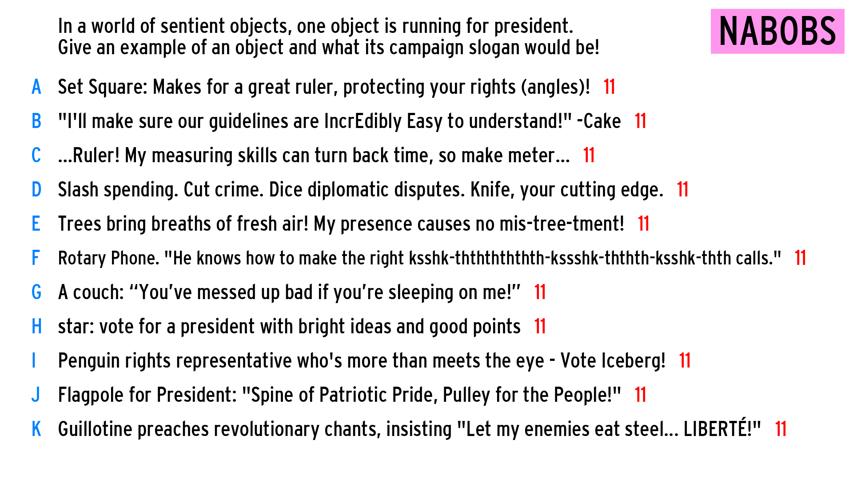 In a world of sentient objects, one object is running for president.
Give an example of an object and what its campaign slogan would be!
NABOBS
A Set Square: Makes for a great ruler, protecting your rights (angles)! 11
B "I'll make sure our guidelines are IncrEdibly Easy to understand!" -Cake 11
C ...Ruler! My measuring skills can turn back time, so make meter... 11
D Slash spending. Cut crime. Dice diplomatic disputes. Knife, your cutting edge. 11
E Trees bring breaths of fresh air! My presence causes no mis-tree-tment! 11
F Rotary Phone. "He knows how to make the right ksshk-thththththth-kssshk-ththth-ksshk-thth calls." 11
G A couch: “You’ve messed up bad if you’re sleeping on me!” 11
H star: vote for a president with bright ideas and good points 11
I Penguin rights representative who's more than meets the eye - Vote Iceberg! 11
J Flagpole for President: "Spine of Patriotic Pride, Pulley for the People!" 11
K Guillotine preaches revolutionary chants, insisting "Let my enemies eat steel... LIBERTÉ!" 11